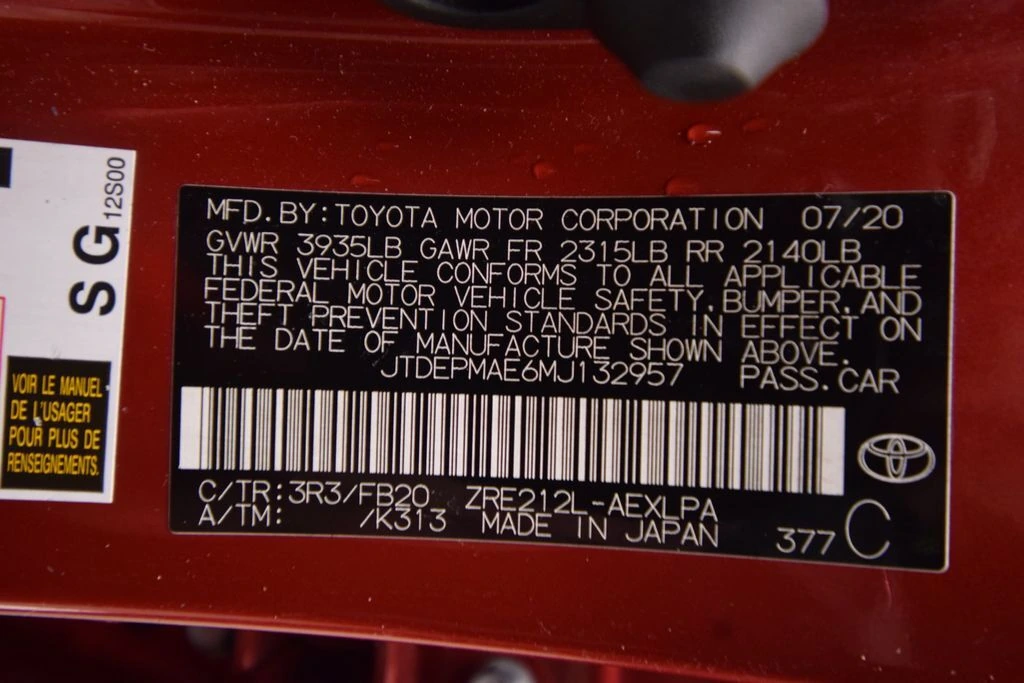 SG 12S00
VOIR LE MANUEL
DE L'USAGER
POUR PLUS DE
RENSEIGNEMENTS.
MFD.BY:TOYOTA MOTOR CORPORATION 07/20
GVWR 3935LB GAWR FR 2315LB RR 2140LB
THIS VEHICLE CONFORMS TO ALL APPLICABLE
FEDERAL MOTOR VEHICLE SAFETY,BUMPER,AND
THEFT PREVENTION STANDARDS IN EFFECT ON
THE DATE OF MANUFACTURE SHOWN ABOVE.
JTDEPMAE6MJ132957 PASS.CAR
C/TR:3R3/FB20 ZRE212L-AEXLPA
A/TM: /K313 MADE IN JAPAN 377 C